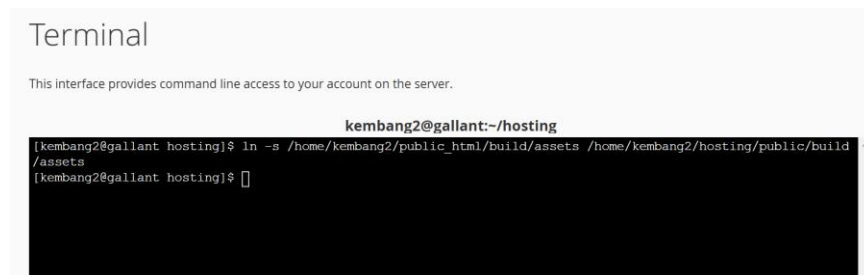 Terminal
This interface provides command line access to your account on the server.
kembang2@gallant:~/hosting
[kembang2@gallant hosting]$ ln -s /home/kembang2/public_html/build/assets /home/kembang2/hosting/public/build
/assets
[kembang2@gallant hosting]$